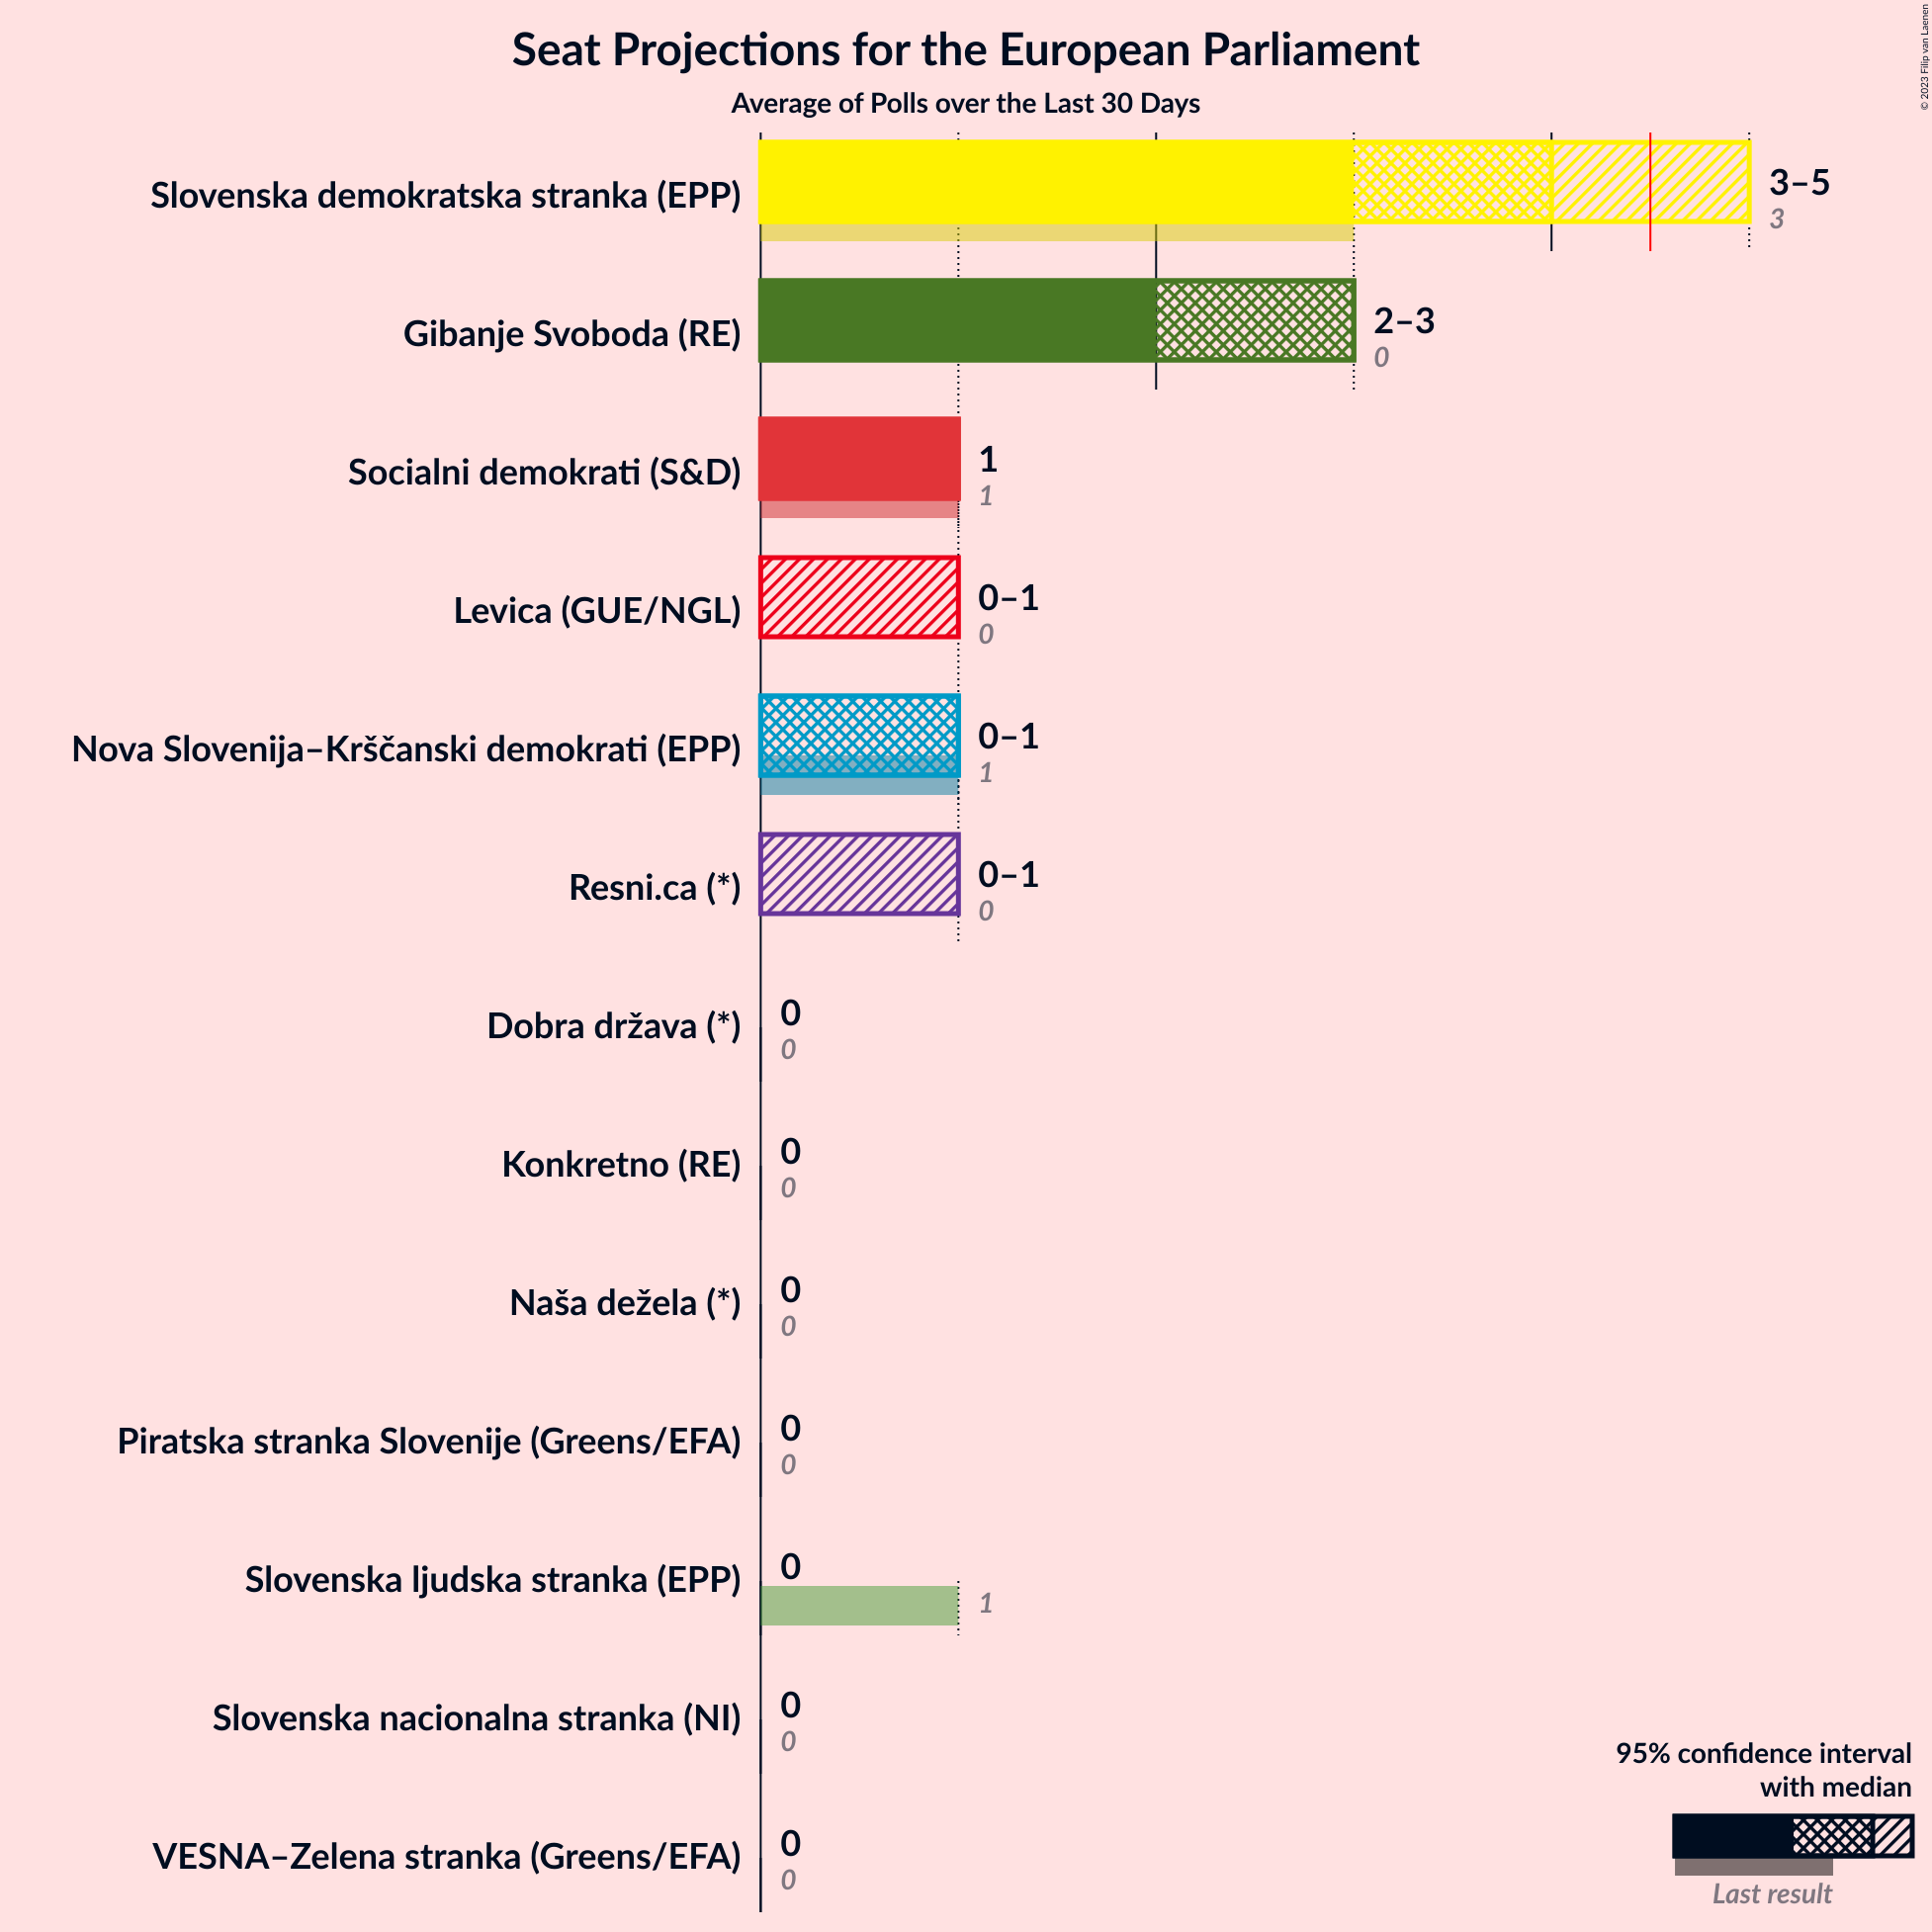 Seat Projections for the European Parliament
Average of Polls over the Last 30 Days
© 2023 Filip van Laenen
Slovenska demokratska stranka (EPP)
3–5
3
Gibanje Svoboda (RE)
2–3
0
Socialni demokrati (S&D)
1
1
Levica (GUE/NGL)
0–1
0
Nova Slovenija–Krščanski demokrati (EPP)
0–1
1
Resni.ca (*)
0–1
0
Dobra država (*)
0
0
Konkretno (RE)
0
0
Naša dežela (*)
0
0
Piratska stranka Slovenije (Greens/EFA)
0
0
Slovenska ljudska stranka (EPP)
0
1
Slovenska nacionalna stranka (NI)
0
0
VESNA–Zelena stranka (Greens/EFA)
0
0
95% confidence interval
with median
Last result